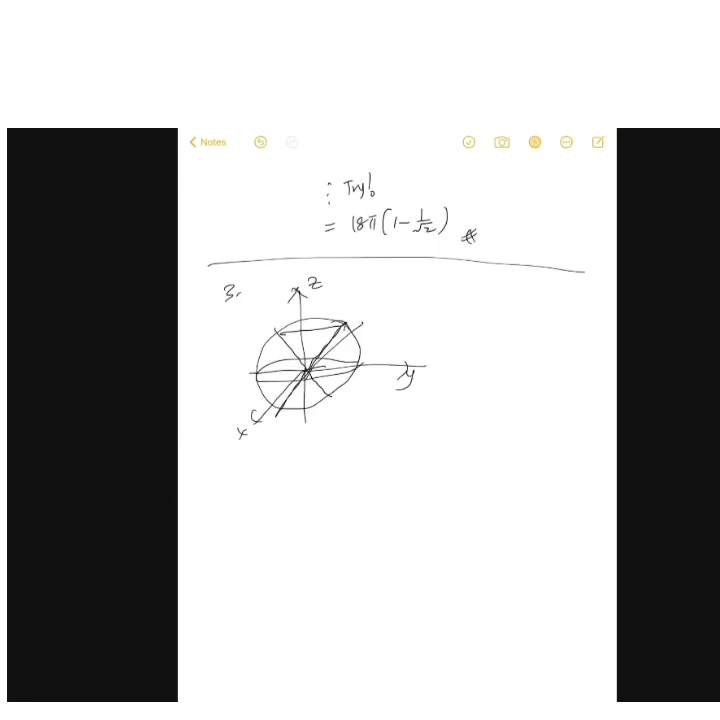 Notes
: Try!
= 18π(1-1/√2) #
3.
z
y
x